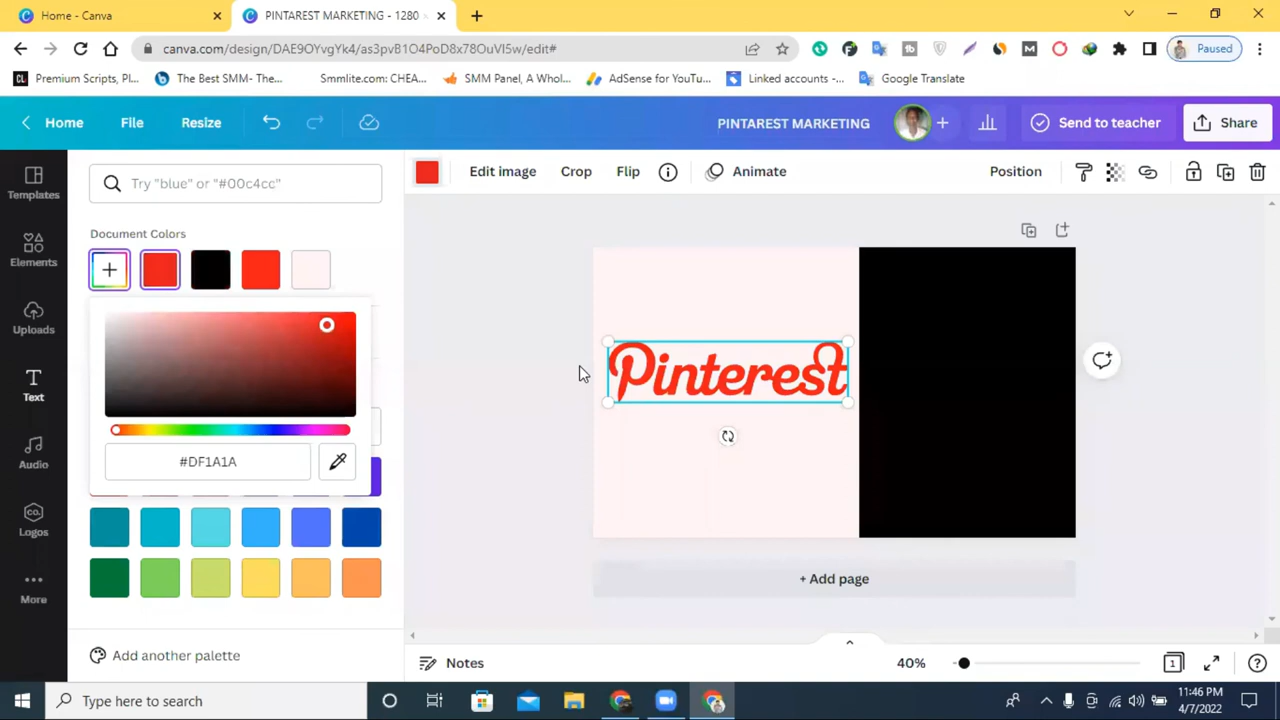 Home - Canva
PINTAREST MARKETING - 1280
canva.com/design/DAE9OYvgYk4/as3pvB1O4PoD8x78OuVI5w/edit#
Paused
Premium Scripts, Pl...
The Best SMM- The...
Smmlite.com: CHEA...
SMM Panel, A Whol...
AdSense for YouTu...
Linked accounts -...
Google Translate
Home
File
Resize
PINTAREST MARKETING
Send to teacher
Share
Templates
Elements
Uploads
Text
Audio
Logos
More
Try "blue" or "#00c4cc"
Edit image
Crop
Flip
Animate
Position
Document Colors
#DF1A1A
Pinterest
+ Add page
Add another palette
Notes
40%
1
Type here to search
11:46 PM
4/7/2022